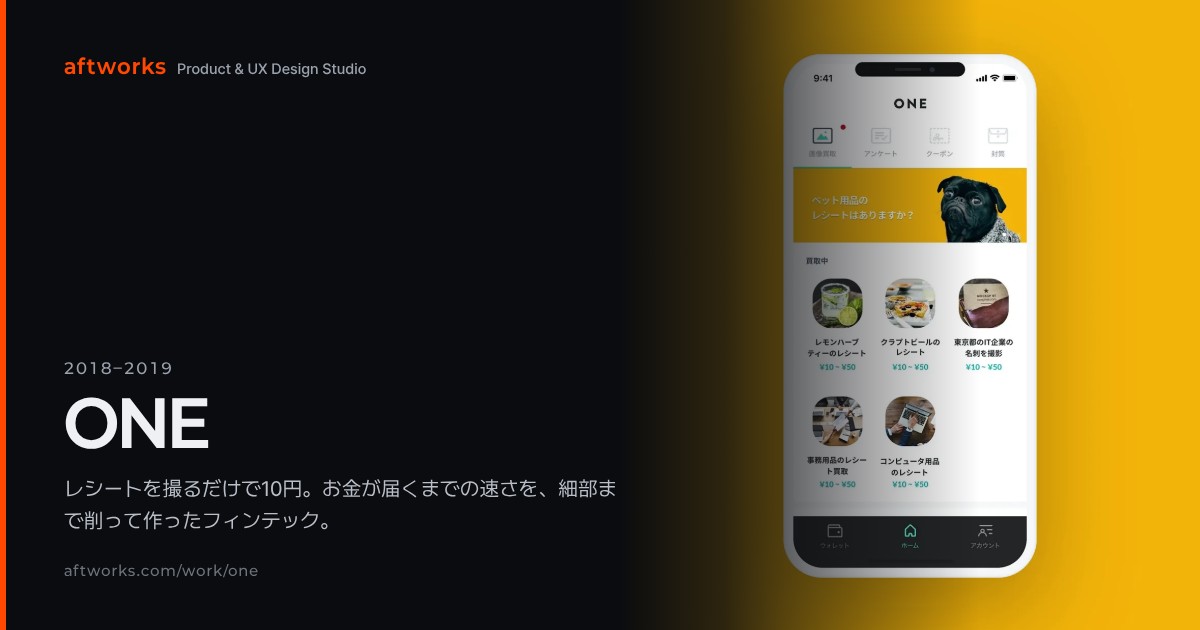 aftworks Product & UX Design Studio
2018–2019
ONE
レシートを撮るだけで10円。お金が届くまでの速さを、細部ま
で削って作ったフィンテック。
aftworks.com/work/one
9:41
ONE
画像買取 アンケート クーポン 封筒
ペット用品の
レシートはありますか?
買取中
レモンハーブ
ティーのレシート
¥10 ~ ¥50
クラフトビールの
レシート
¥10 ~ ¥50
東京都のIT企業の
名刺を撮影
¥10 ~ ¥50
事務用品のレシー
ト買取
¥10 ~ ¥50
コンピュータ用品
のレシート
¥10 ~ ¥50
ウォレット ホーム アカウント